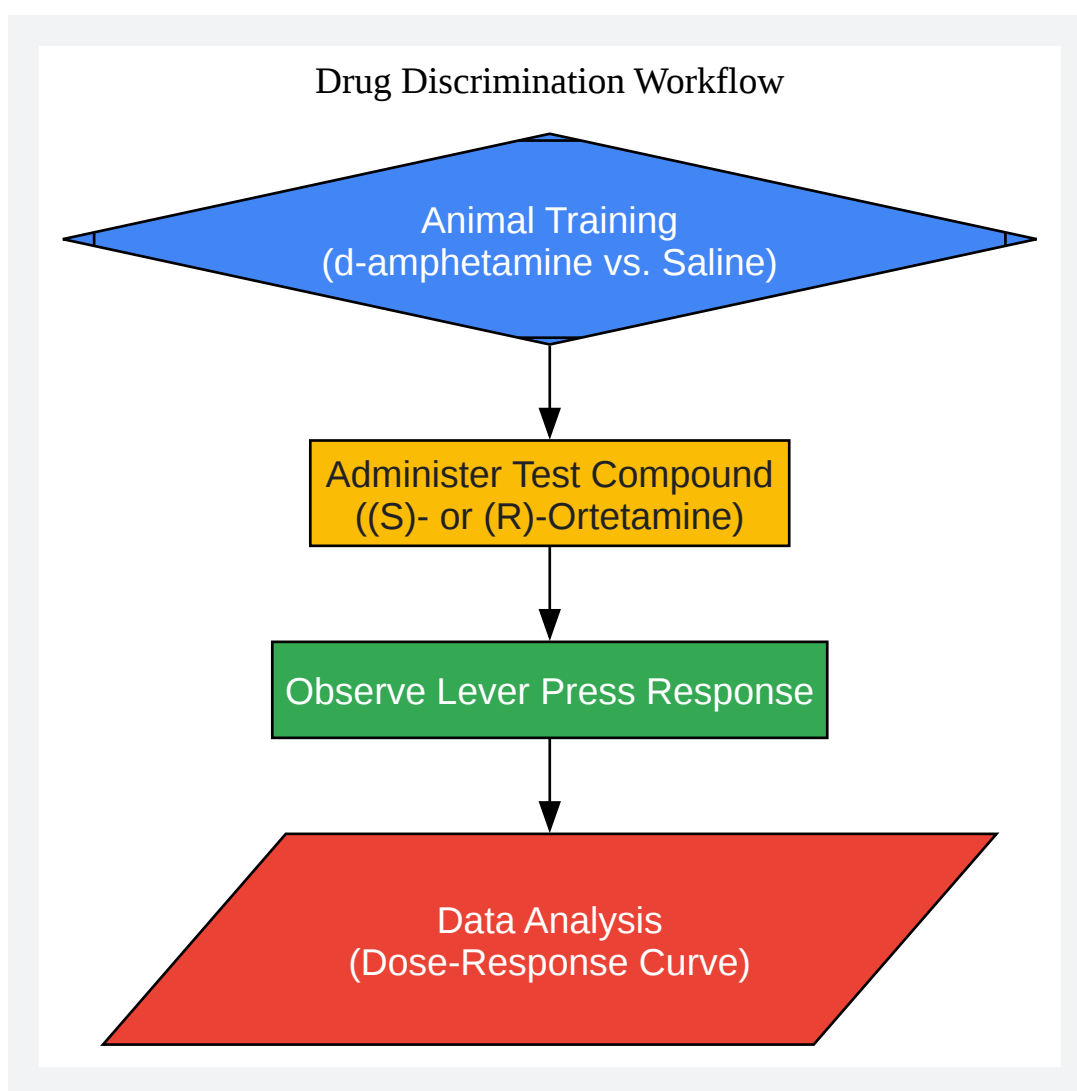 Drug Discrimination Workflow
Animal Training
(d-amphetamine vs. Saline)
Administer Test Compound
((S)- or (R)-Ortetamine)
Observe Lever Press Response
Data Analysis
(Dose-Response Curve)